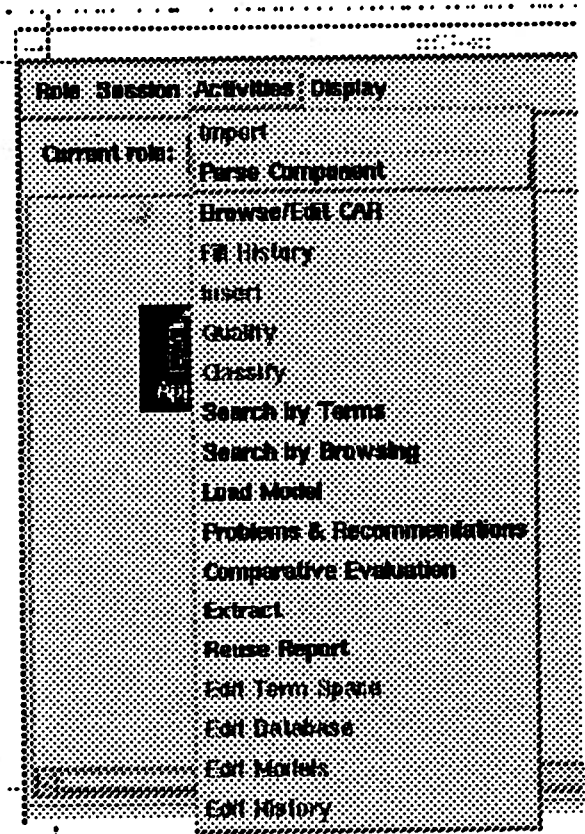 Role Session Activities Display
Current role:
Import
Parse Component
Browse/Edit CAR
Fill History
Insert
Qualify
Classify
Search by Terms
Search by Browsing
Load Model
Problems & Recommendations
Comparative Evaluation
Extract
Reuse Report
Edit Term Space
Edit Database
Edit Models
Edit History